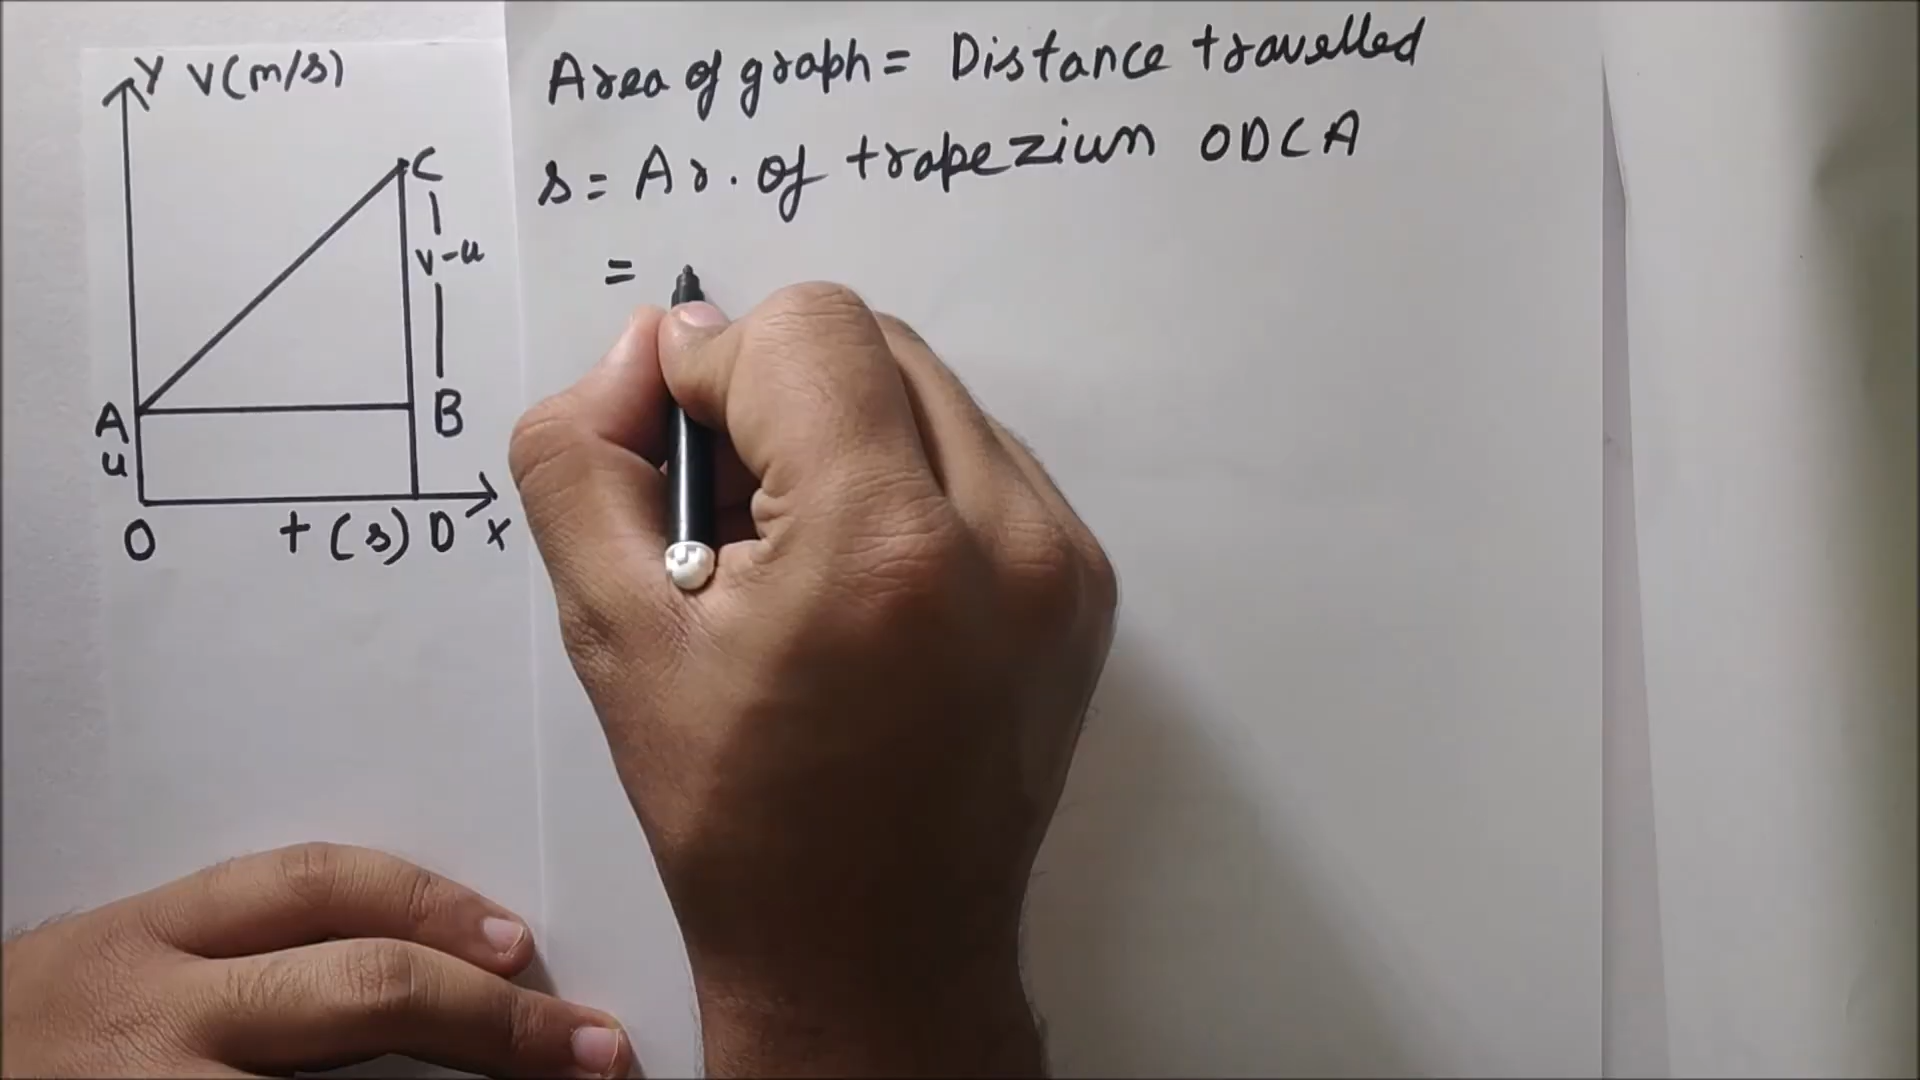 Y V(m/s)
C
v-u
A
B
u
O
t (s) D X
Area of graph = Distance travelled
s = Ar. of trapezium ODCA
=